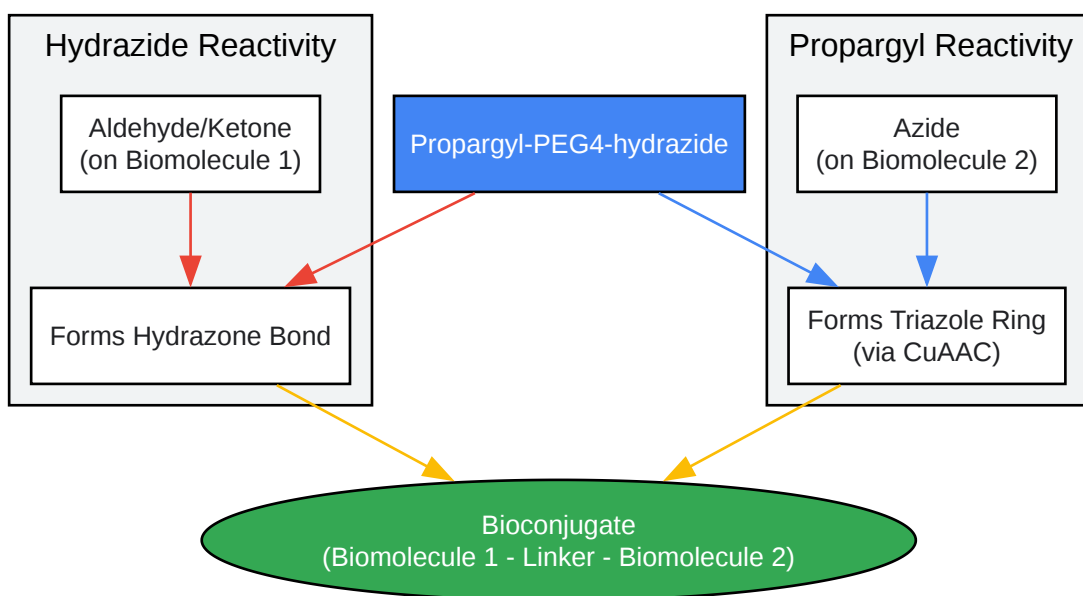 Hydrazide Reactivity
Propargyl Reactivity
Aldehyde/Ketone
(on Biomolecule 1)
Propargyl-PEG4-hydrazide
Azide
(on Biomolecule 2)
Forms Hydrazone Bond
Forms Triazole Ring
(via CuAAC)
Bioconjugate
(Biomolecule 1 - Linker - Biomolecule 2)